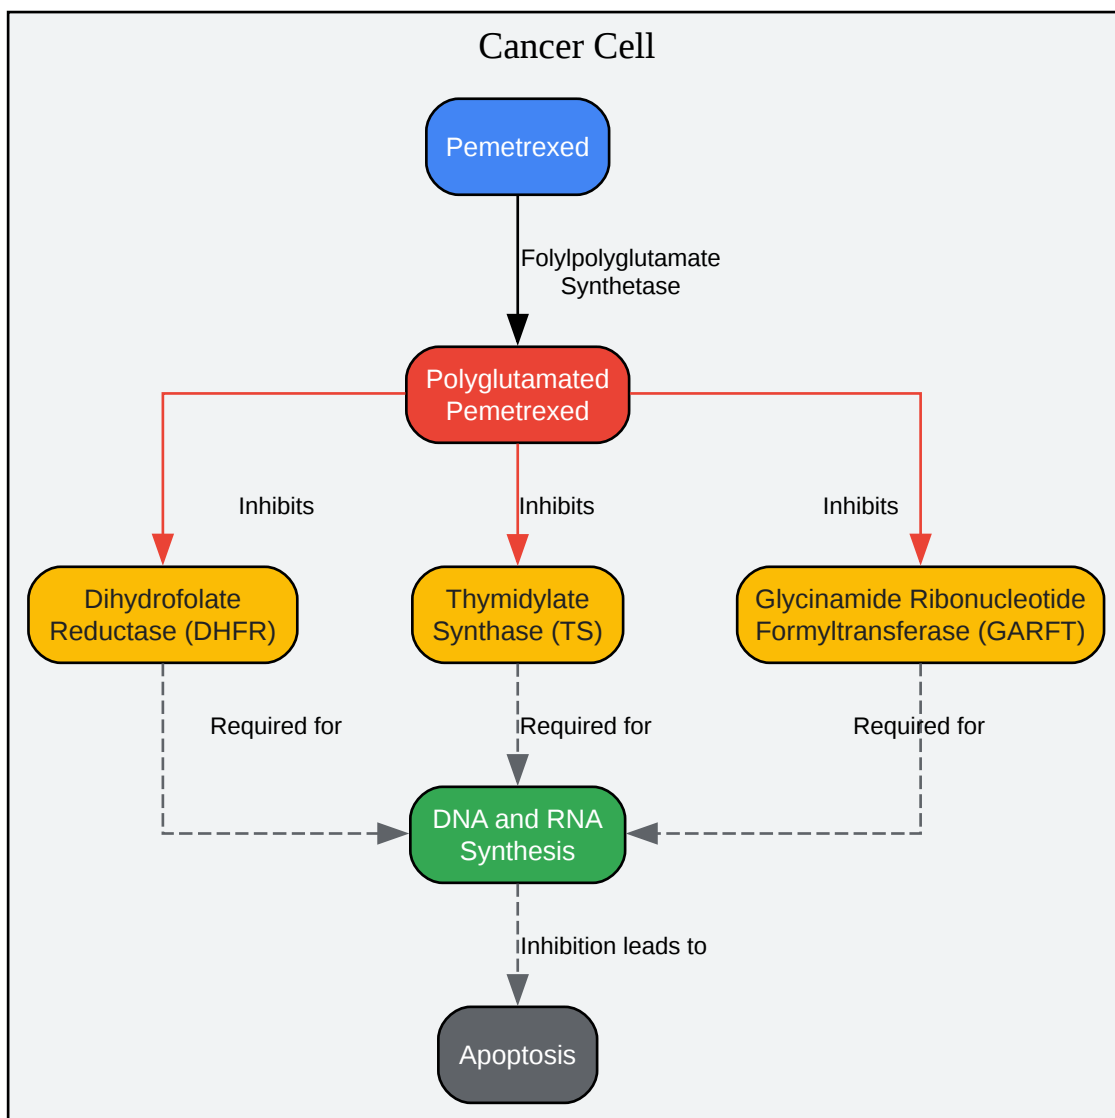 Cancer Cell
Pemetrexed
Folylpolyglutamate
Synthetase
Polyglutamated
Pemetrexed
Inhibits
Inhibits
Inhibits
Dihydrofolate
Reductase (DHFR)
Thymidylate
Synthase (TS)
Glycinamide Ribonucleotide
Formyltransferase (GARFT)
Required for
Required for
Required for
DNA and RNA
Synthesis
Inhibition leads to
Apoptosis